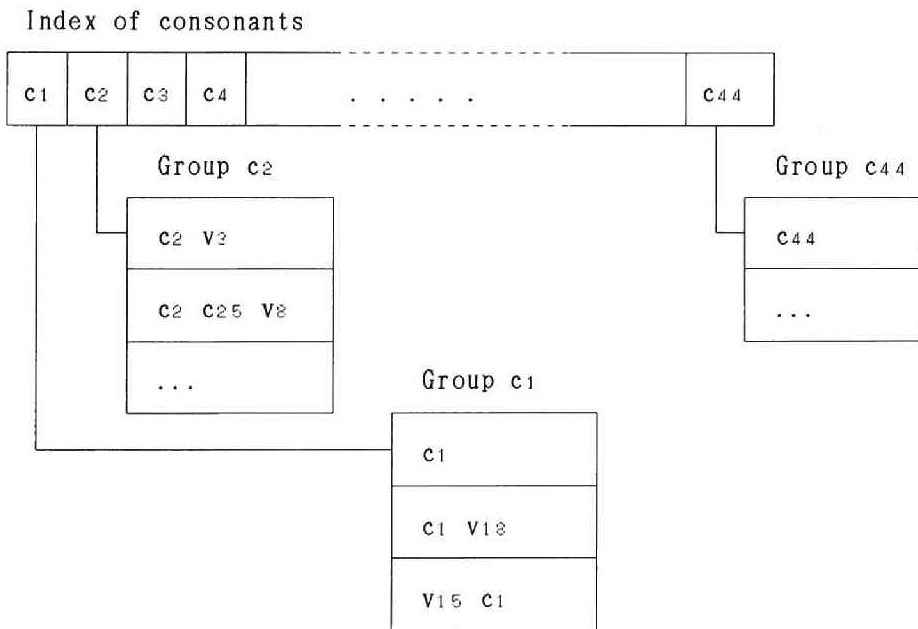 Index of consonants
c1 c2 c3 c4 . . . . . c44
Group c2
c2 v3
c2 c25 v8
...
Group c44
c44
...
Group c1
c1
c1 v18
v15 c1